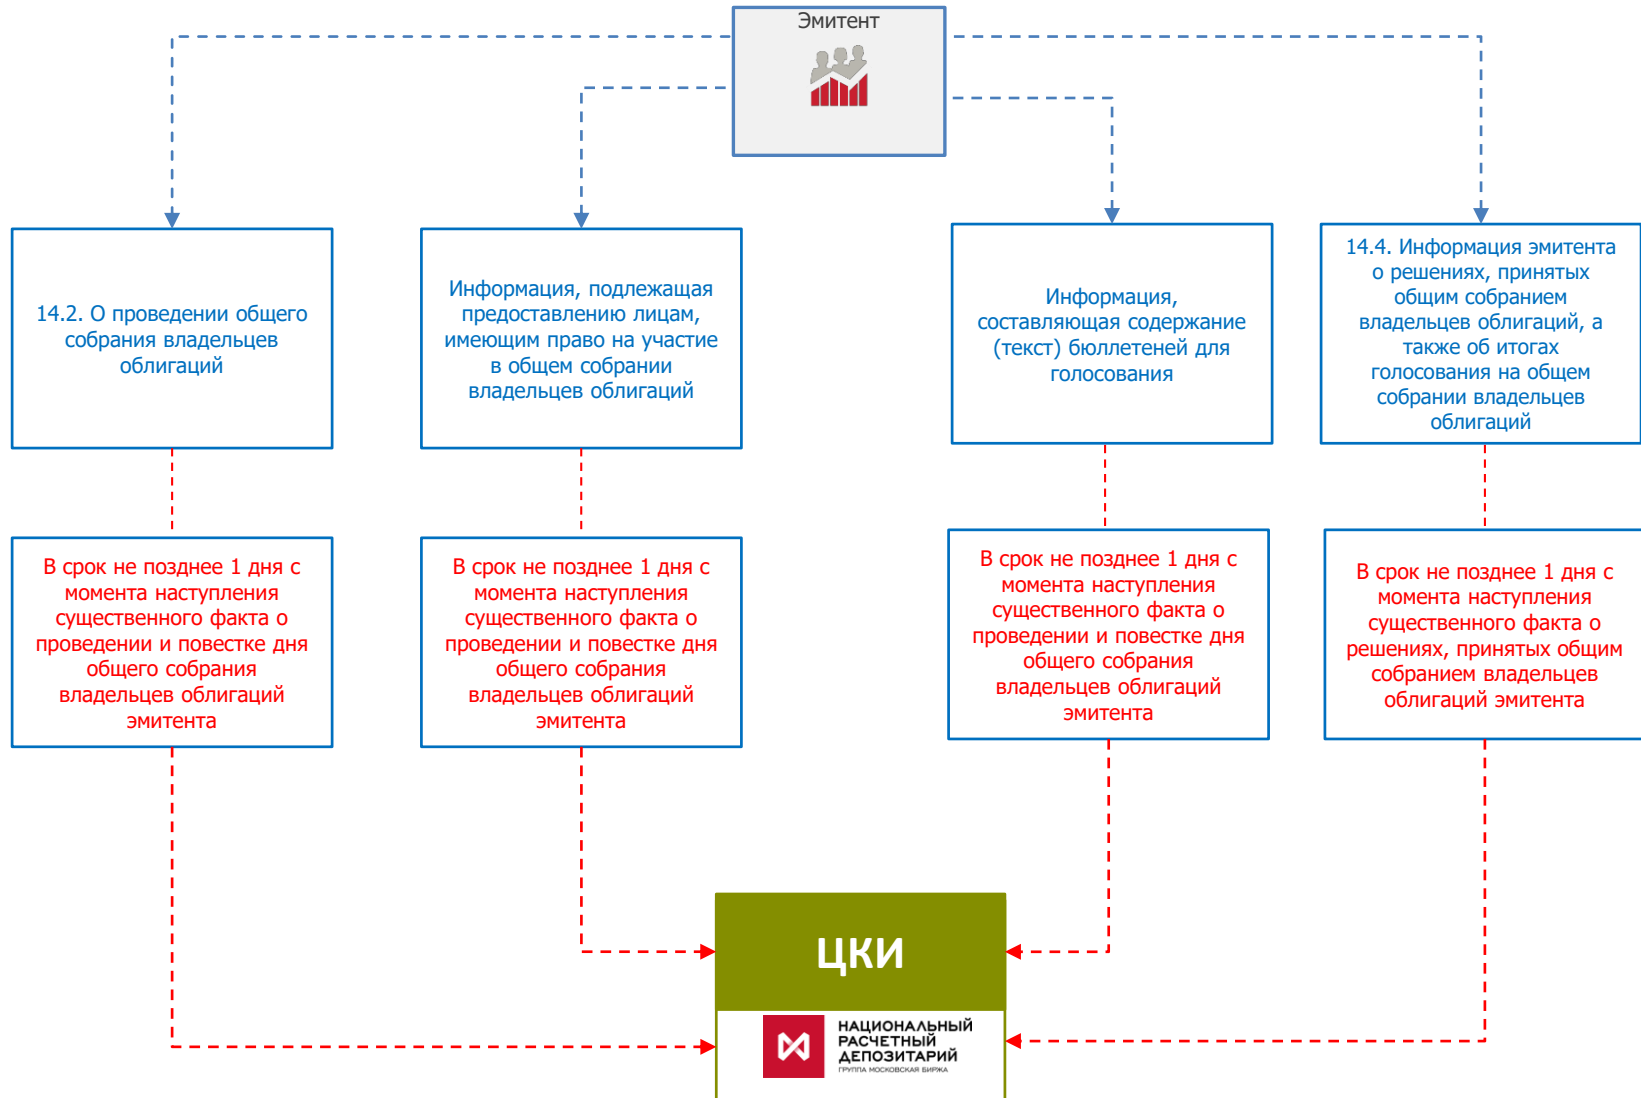 Эмитент
14.2. О проведении общего
собрания владельцев
облигаций
Информация, подлежащая
предоставлению лицам,
имеющим право на участие
в общем собрании
владельцев облигаций
Информация,
составляющая содержание
(текст) бюллетеней для
голосования
14.4. Информация эмитента
о решениях, принятых
общим собранием
владельцев облигаций, а
также об итогах
голосования на общем
собрании владельцев
облигаций
В срок не позднее 1 дня с
момента наступления
существенного факта о
проведении и повестке дня
общего собрания
владельцев облигаций
эмитента
В срок не позднее 1 дня с
момента наступления
существенного факта о
проведении и повестке дня
общего собрания
владельцев облигаций
эмитента
В срок не позднее 1 дня с
момента наступления
существенного факта о
проведении и повестке дня
общего собрания
владельцев облигаций
эмитента
В срок не позднее 1 дня с
момента наступления
существенного факта о
решениях, принятых общим
собранием владельцев
облигаций эмитента
ЦКИ
НАЦИОНАЛЬНЫЙ
РАСЧЕТНЫЙ
ДЕПОЗИТАРИЙ
ГРУППА МОСКОВСКАЯ БИРЖА